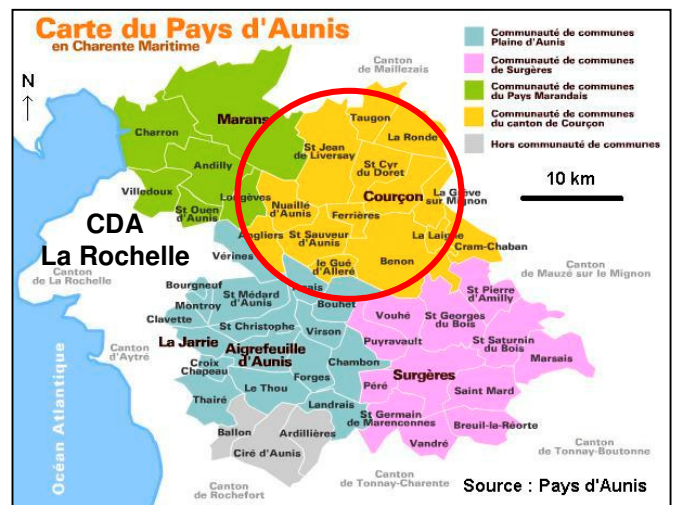 Carte du Pays d'Aunis
en Charente Maritime
Communauté de communes
Plaine d'Aunis
Communauté de communes
de Surgères
Communauté de communes
du Pays Marandais
Communauté de communes
du canton de Courçon
Hors communauté de communes
10 km
N
Canton
de Maillezais
Marans
Taugon
Charron
La Ronde
St Jean
de Liversay
Andilly
St Cyr
du Doret
Villedoux
Longèves
Courçon
La Grève
sur Mignon
St Ouen
d'Aunis
Nuaillé
d'Aunis
Ferrières
CDA
La Rochelle
Angliers
St Sauveur
d'Aunis
La Laigne
Cram-Chaban
Vérines
le Gué
d'Alleré
Benon
Canton
de La Rochelle
Canton
de Mauzé sur le Mignon
Bourgneuf
Anais
St Pierre
d'Amilly
Montroy
St Médard
d'Aunis
Bouhet
Clavette
Vouhé
St Georges
du Bois
St Christophe
Virson
Puyravault
St Saturnin
du Bois
La Jarrie
Canton
d'Aytré
Aigrefeuille
d'Aunis
Marsais
Croix
Chapeau
Chambon
Surgères
Forges
Péré
Le Thou
Saint Mard
Thairé
Landrais
St Germain
de Marencennes
Breuil-la-Réorte
Ballon
Ardillières
Vandré
Ciré d'Aunis
Canton
de Tonnay-Boutonne
Canton
de Rochefort
Canton
de Tonnay-Charente
Océan Atlantique
Source : Pays d'Aunis